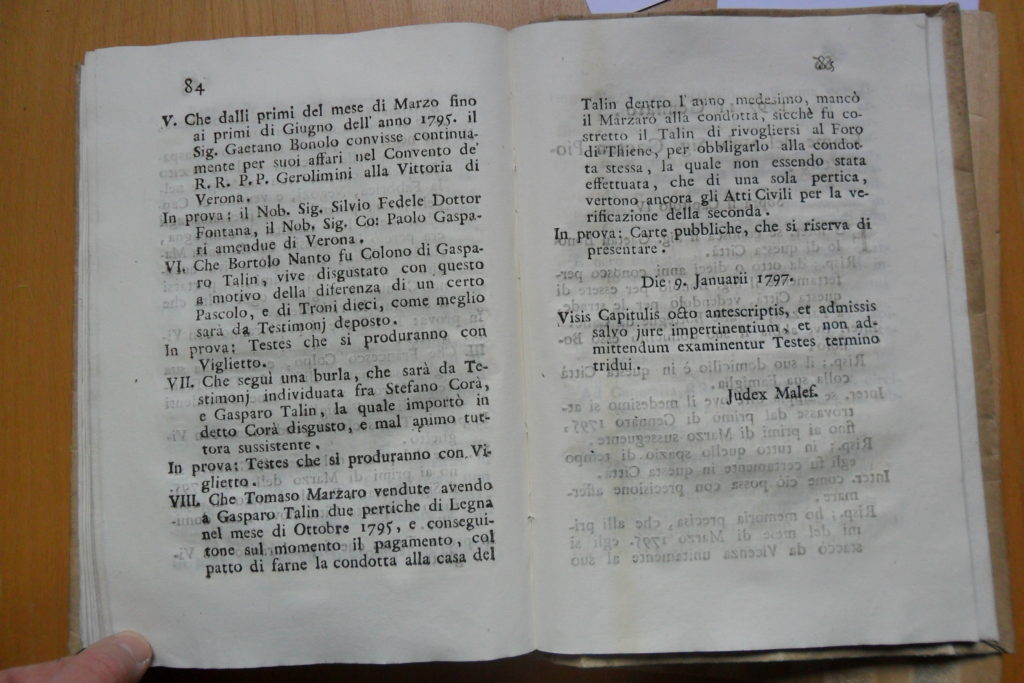 84
V. Che dalli primi del mese di Marzo fino
ai primi di Giugno dell' anno 1795. il
Sig. Gaetano Bonolo convisse continua-
mente per suoi affari nel Convento de'
R. R. P. P. Gerolimini alla Vittoria di
Verona.
In prova: il Nob. Sig. Silvio Fedele Dottor
Fontana, il Nob. Sig. Co: Paolo Gaspa-
ri amendue di Verona.
VI. Che Bortolo Nanto fu Colono di Gaspa-
ro Talin, vive disgustato con questo
a motivo della diferenza di un certo
Pascolo, e di Troni dieci, come meglio
sarà da Testimonj deposto.
In prova: Testes che si produranno con
Viglietto.
VII. Che seguì una burla, che sarà da Te-
stimonj individuata fra Stefano Corà,
e Gasparo Talin, la quale importò in
detto Corà disgusto, e mal animo tut-
tora sussistente.
In prova: Testes che si produranno con Vi-
glietto.
VIII. Che Tomaso Marzaro vendute avendo
a Gasparo Talin due pertiche di Legna
nel mese di Ottobre 1795, e consegui-
tone sul momento il pagamento, col
patto di farne la condotta alla casa del
Talin dentro l' anno medesimo, mancò
il Marzaro alla condotta, sicchè fu co-
stretto il Talin di rivogliersi al Foro
di Thiene, per obbligarlo alla condot-
ta stessa, la quale non essendo stata
effettuata, che di una sola pertica,
vertono ancora gli Atti Civili per la ve-
rificazione della seconda.
In prova: Carte pubbliche, che si riserva di
presentare.
Die 9. Januarii 1797.
Visis Capitulis octo antescriptis, et admissis
salvo jure impertinentium, et non ad-
mittendum examinentur Testes termino
tridui.
Judex Malef.